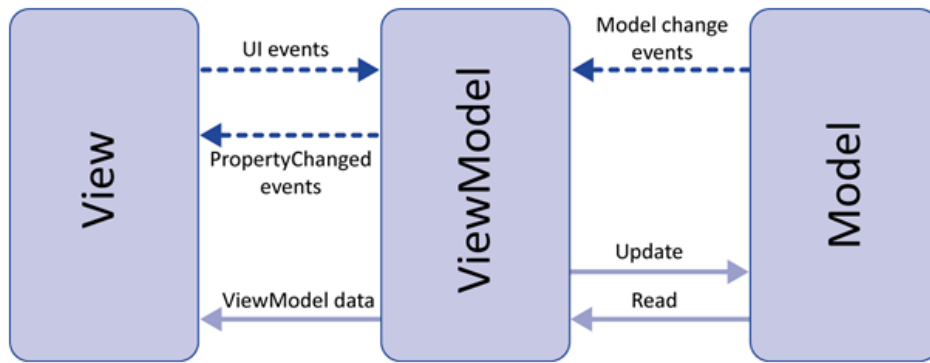 View
UI events
PropertyChanged
events
ViewModel data
ViewModel
Model change
events
Update
Read
Model